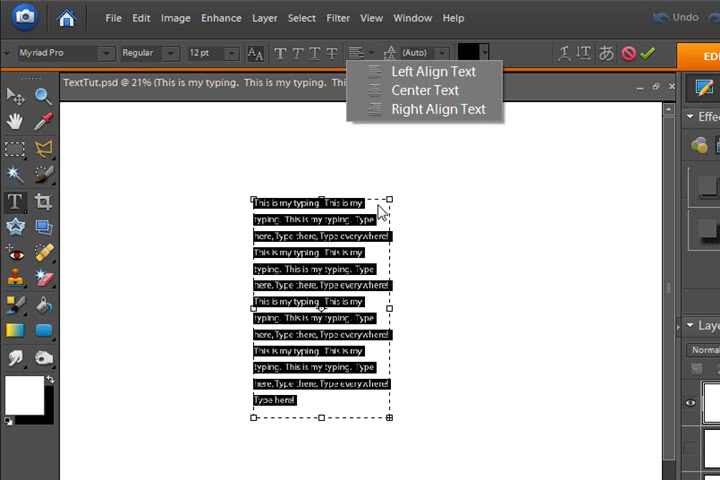 File Edit Image Enhance Layer Select Filter View Window Help Undo
Myriad Pro Regular 12 pt AA T T T T (Auto) あ
Left Align Text
Center Text
Right Align Text
TextTut.psd @ 21% (This is my typing. This is my typing. Thi
Effe
This is my typing. This is my
typing. This is my typing. Type
here,Type there,Type everywhere!
This is my typing. This is my
typing. This is my typing. Type
here,Type there,Type everywhere!
This is my typing. This is my
typing. This is my typing. Type
here,Type there,Type everywhere!
This is my typing. This is my
typing. This is my typing. Type
here,Type there,Type everywhere!
Type here!
Laye
Normal